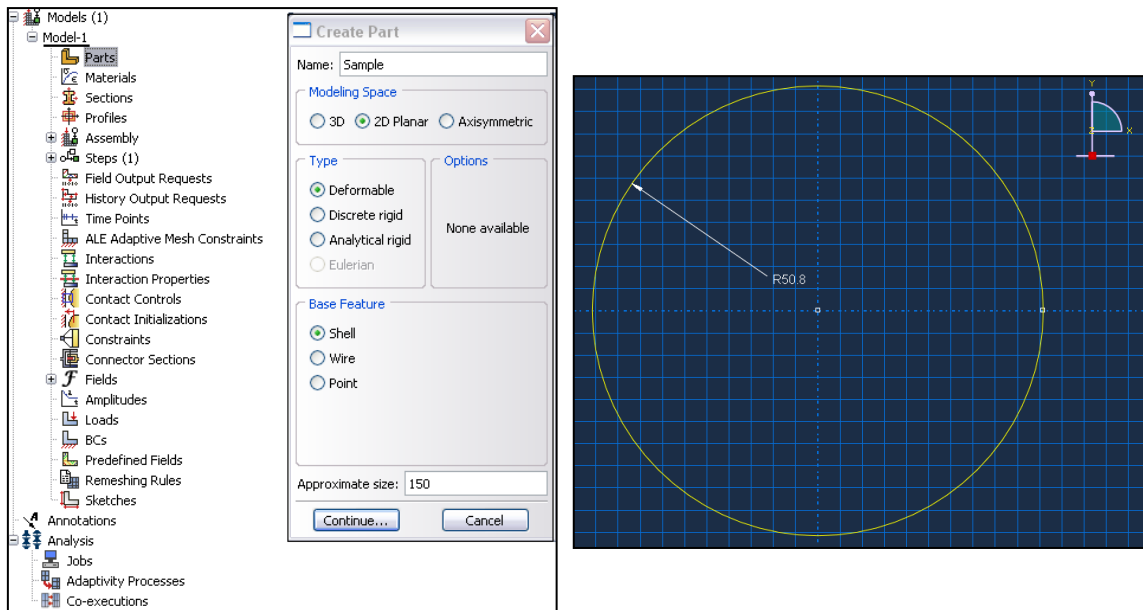 Models (1)
Model-1
Parts
Materials
Sections
Profiles
Assembly
Steps (1)
Field Output Requests
History Output Requests
Time Points
ALE Adaptive Mesh Constraints
Interactions
Interaction Properties
Contact Controls
Contact Initializations
Constraints
Connector Sections
Fields
Amplitudes
Loads
BCs
Predefined Fields
Remeshing Rules
Sketches
Annotations
Analysis
Jobs
Adaptivity Processes
Co-executions
Create Part
Name: Sample
Modeling Space
3D 2D Planar Axisymmetric
Type
Deformable
Discrete rigid
Analytical rigid
Eulerian
Options
None available
Base Feature
Shell
Wire
Point
Approximate size: 150
Continue... Cancel
R50.8
Y
Z X